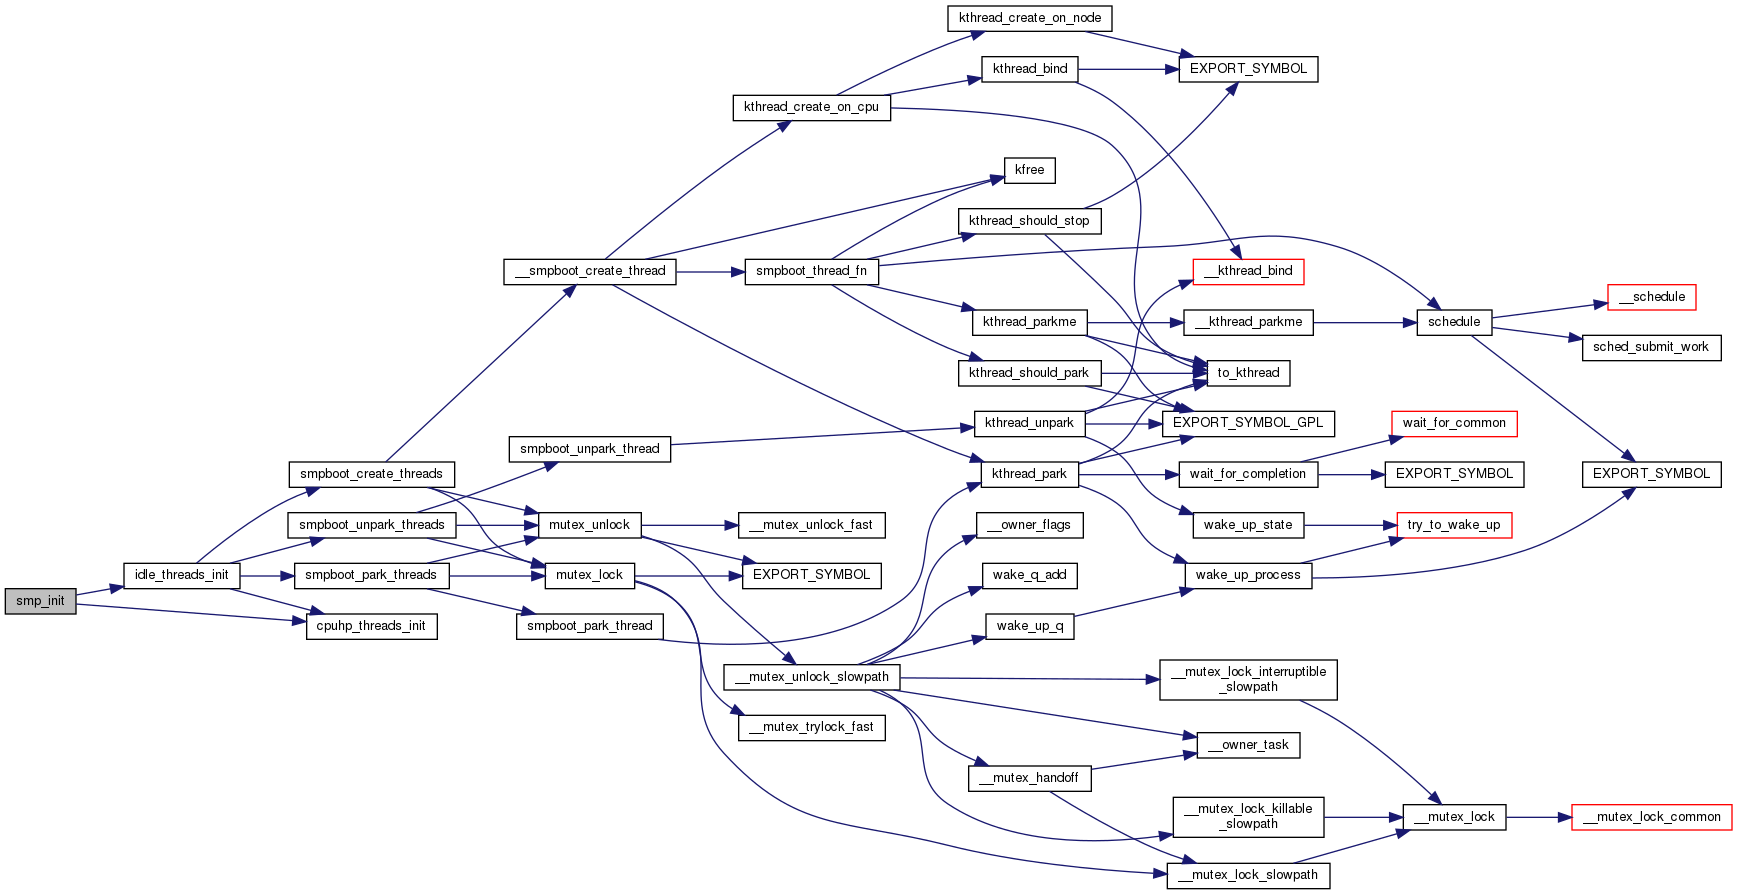 smp_init
idle_threads_init
cpuhp_threads_init
smpboot_create_threads
smpboot_unpark_threads
smpboot_park_threads
__smpboot_create_thread
smpboot_unpark_thread
mutex_unlock
mutex_lock
smpboot_park_thread
kthread_create_on_cpu
smpboot_thread_fn
__mutex_unlock_fast
EXPORT_SYMBOL
__mutex_unlock_slowpath
__mutex_trylock_fast
kthread_create_on_node
kthread_bind
kfree
kthread_should_stop
kthread_parkme
kthread_should_park
kthread_unpark
kthread_park
__owner_flags
wake_q_add
wake_up_q
__mutex_handoff
EXPORT_SYMBOL
__kthread_bind
__kthread_parkme
to_kthread
EXPORT_SYMBOL_GPL
wait_for_completion
wake_up_state
wake_up_process
__mutex_lock_interruptible
_slowpath
__owner_task
__mutex_lock_killable
_slowpath
__mutex_lock_slowpath
schedule
wait_for_common
EXPORT_SYMBOL
try_to_wake_up
__mutex_lock
__schedule
sched_submit_work
EXPORT_SYMBOL
__mutex_lock_common